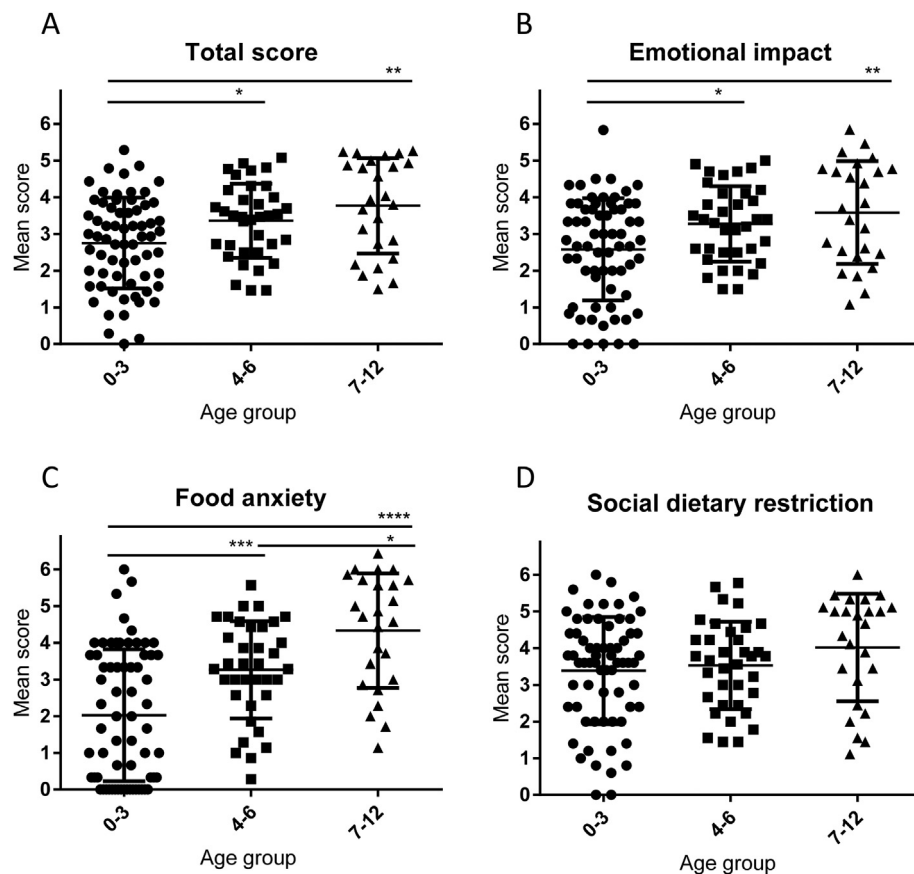 A
Total score
**
*
6
5
4
3
2
1
0
Mean score
0-3
4-6
7-12
Age group
B
Emotional impact
**
*
6
5
4
3
2
1
0
Mean score
0-3
4-6
7-12
Age group
C
Food anxiety
****
***
*
6
5
4
3
2
1
0
Mean score
0-3
4-6
7-12
Age group
D
Social dietary restriction
6
5
4
3
2
1
0
Mean score
0-3
4-6
7-12
Age group